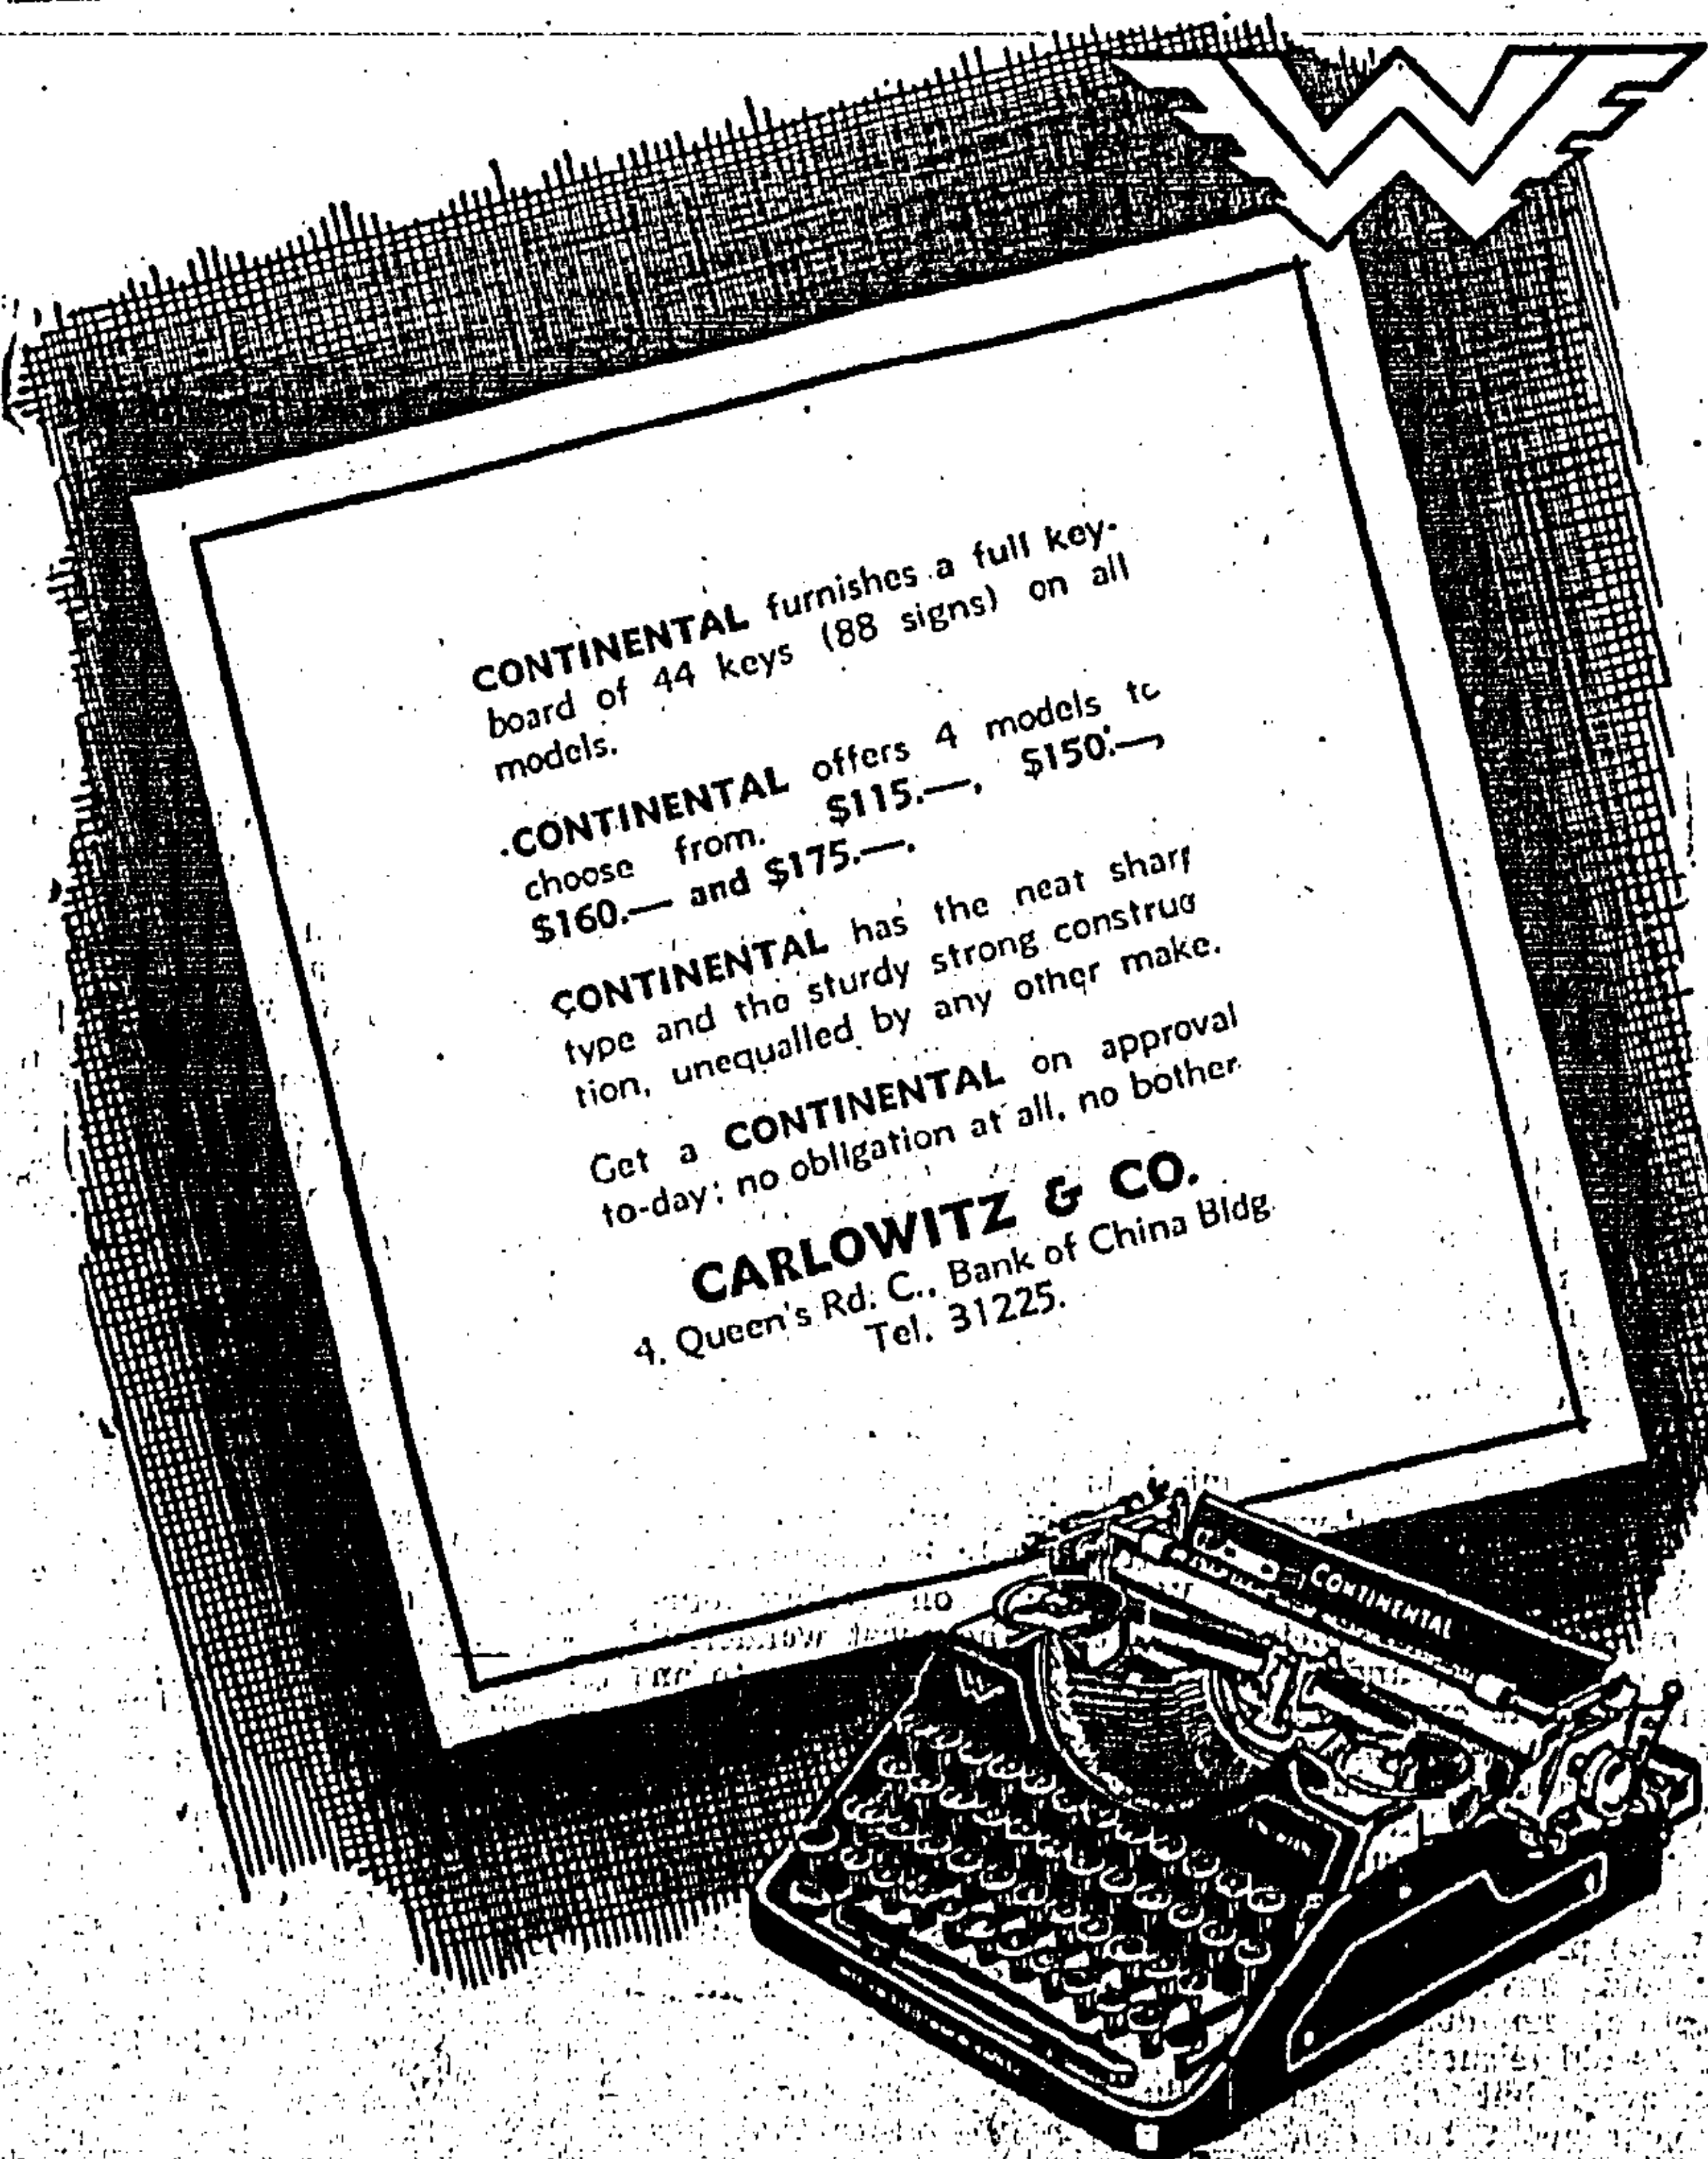 CONTINENTAL furnishes a full key-
board of 44 keys (88 signs) on all
models.
CONTINENTAL offers 4 models to
choose from. $115.—, $150.—,
$160.— and $175.—.
CONTINENTAL has the neat sharp
type and the sturdy strong construc
tion, unequalled by any other make.
Get a CONTINENTAL on approval
to-day; no obligation at all, no bother
CARLOWITZ & CO.
4, Queen's Rd. C., Bank of China Bldg.
Tel. 31225.
CONTINENTAL